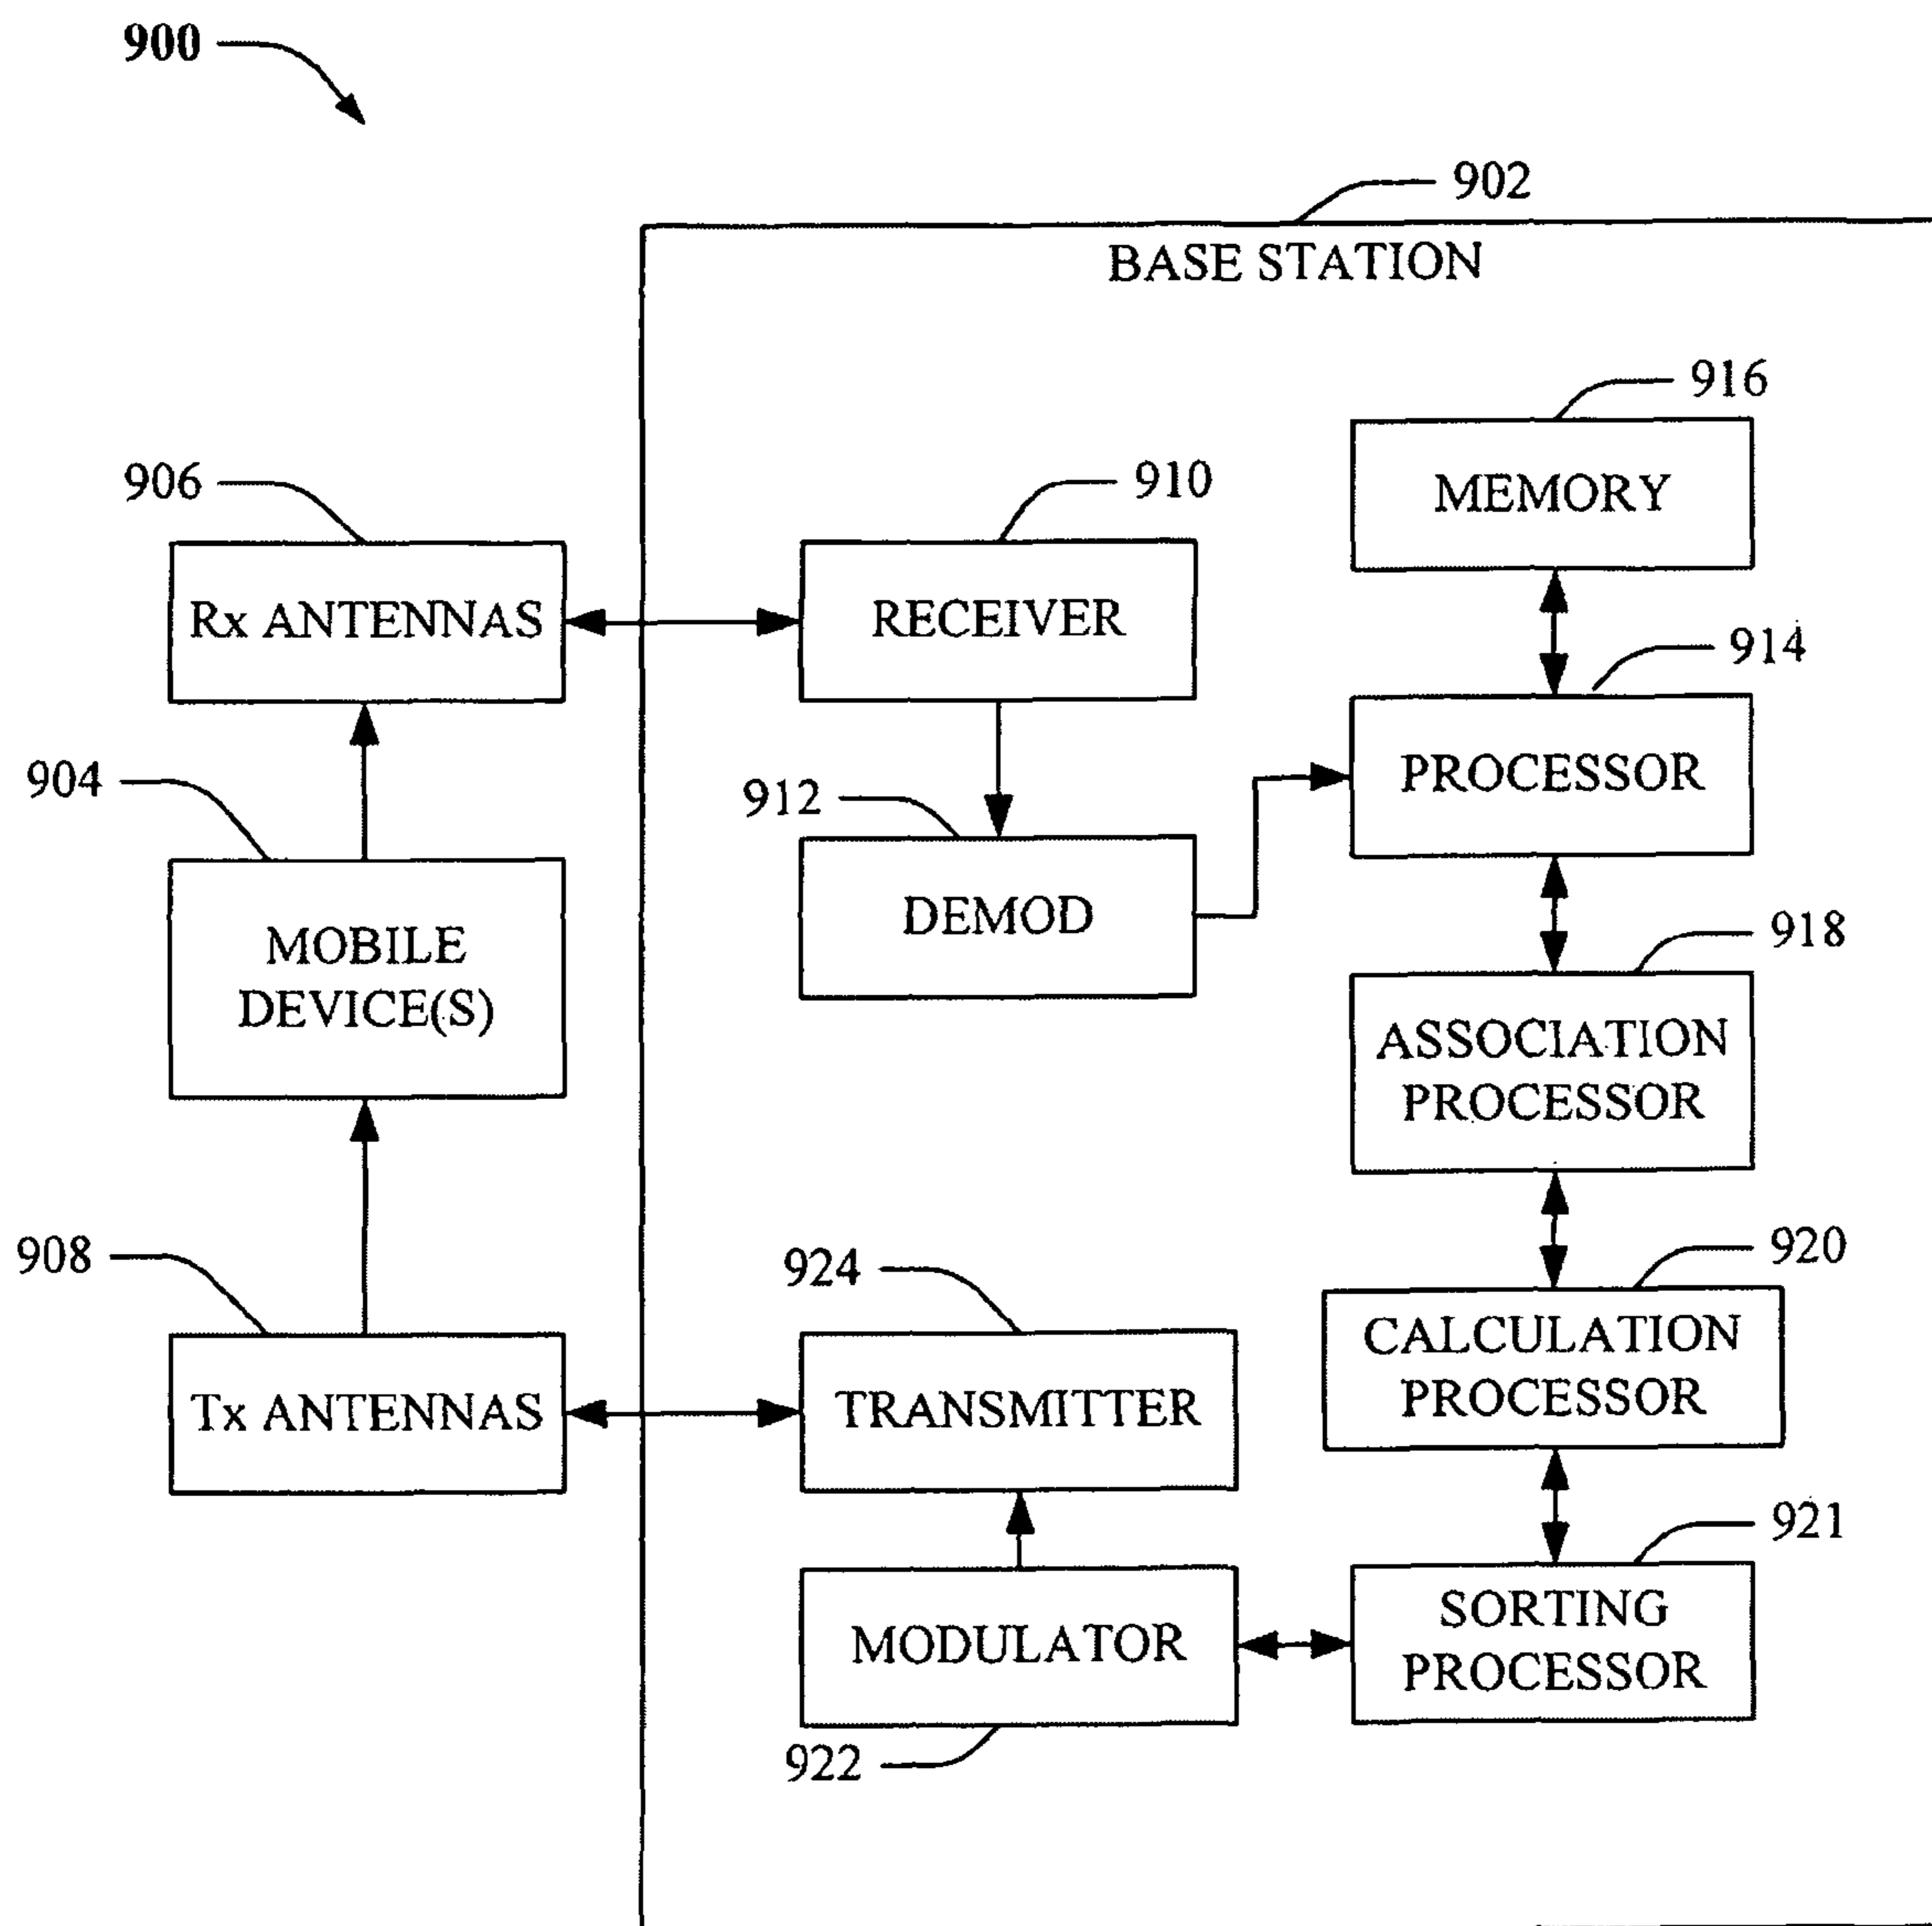 900
902
BASE STATION
916
MEMORY
906
910
Rx ANTENNAS
RECEIVER
914
PROCESSOR
904
912
DEMOD
MOBILE
DEVICE(S)
918
ASSOCIATION
PROCESSOR
908
924
920
CALCULATION
PROCESSOR
Tx ANTENNAS
TRANSMITTER
921
SORTING
PROCESSOR
MODULATOR
922